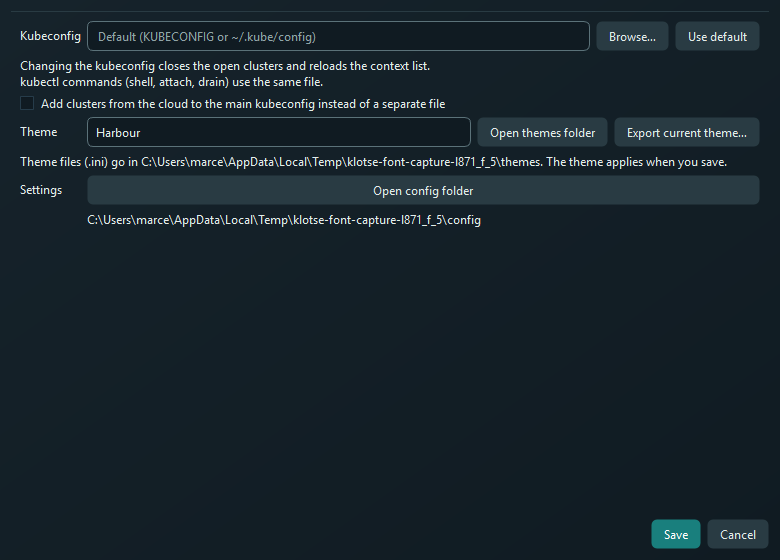 Kubeconfig Default (KUBECONFIG or ~/.kube/config) Browse... Use default
Changing the kubeconfig closes the open clusters and reloads the context list.
kubectl commands (shell, attach, drain) use the same file.
Add clusters from the cloud to the main kubeconfig instead of a separate file
Theme Harbour Open themes folder Export current theme...
Theme files (.ini) go in C:\Users\marce\AppData\Local\Temp\klotse-font-capture-l871_f_5\themes. The theme applies when you save.
Settings Open config folder
C:\Users\marce\AppData\Local\Temp\klotse-font-capture-l871_f_5\config
Save Cancel